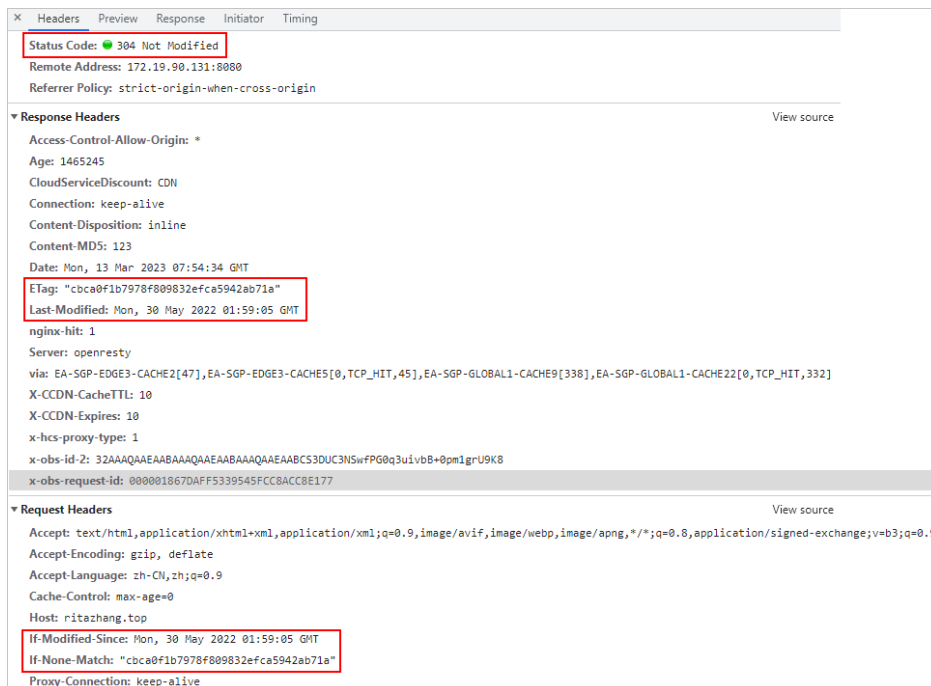 × Headers Preview Response Initiator Timing
Status Code: 304 Not Modified
Remote Address: 172.19.90.131:8080
Referrer Policy: strict-origin-when-cross-origin
▼ Response Headers View source
Access-Control-Allow-Origin: *
Age: 1465245
CloudServiceDiscount: CDN
Connection: keep-alive
Content-Disposition: inline
Content-MD5: 123
Date: Mon, 13 Mar 2023 07:54:34 GMT
ETag: "cbca0f1b7978f809832efca5942ab71a"
Last-Modified: Mon, 30 May 2022 01:59:05 GMT
nginx-hit: 1
Server: openresty
via: EA-SGP-EDGE3-CACHE2[47],EA-SGP-EDGE3-CACHE5[0,TCP_HIT,45],EA-SGP-GLOBAL1-CACHE9[338],EA-SGP-GLOBAL1-CACHE22[0,TCP_HIT,332]
X-CCDN-CacheTTL: 10
X-CCDN-Expires: 10
x-hcs-proxy-type: 1
x-obs-id-2: 32AAAQAAEAABAAAQAAEAABAAAQAAEAABCS3DUC3NSwfPG0q3uivbB+0pm1grU9K8
x-obs-request-id: 000001867DAFF5339545FCC8ACC8E177
▼ Request Headers View source
Accept: text/html,application/xhtml+xml,application/xml;q=0.9,image/avif,image/webp,image/apng,*/*;q=0.8,application/signed-exchange;v=b3;q=0.9
Accept-Encoding: gzip, deflate
Accept-Language: zh-CN,zh;q=0.9
Cache-Control: max-age=0
Host: ritazhang.top
If-Modified-Since: Mon, 30 May 2022 01:59:05 GMT
If-None-Match: "cbca0f1b7978f809832efca5942ab71a"
Proxy-Connection: keep-alive